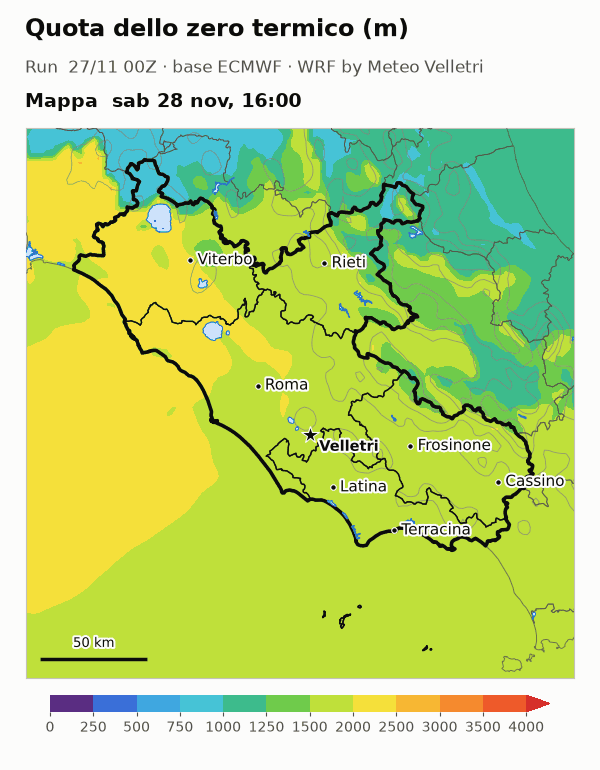 Quota dello zero termico (m)
Run  27/11 00Z · base ECMWF · WRF by Meteo Velletri
Mappa  sab 28 nov, 16:00
Viterbo
Rieti
Roma
Velletri
Frosinone
Cassino
Latina
Terracina
50 km
0 250 500 750 1000 1250 1500 2000 2500 3000 3500 4000